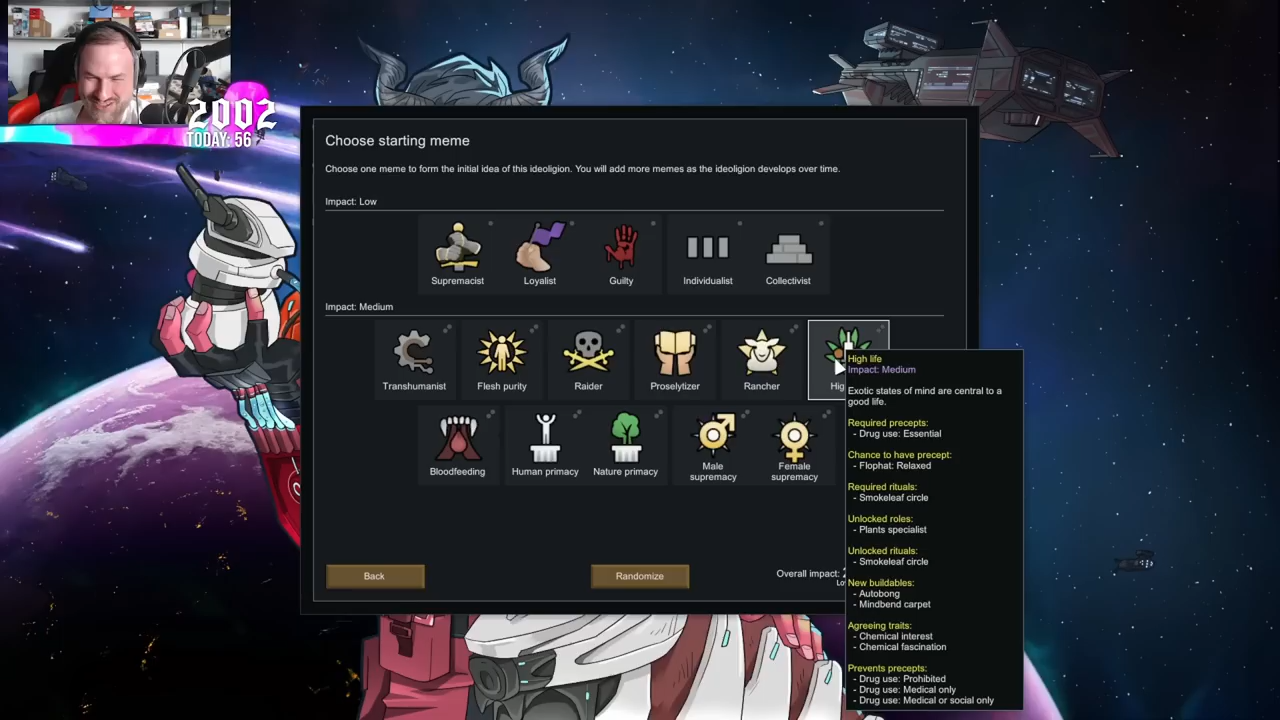 2002
TODAY: 56
Choose starting meme
Choose one meme to form the initial idea of this ideoligion. You will add more memes as the ideoligion develops over time.
Impact: Low
Supremacist
Loyalist
Guilty
Individualist
Collectivist
Impact: Medium
Transhumanist
Flesh purity
Raider
Proselytizer
Rancher
Bloodfeeding
Human primacy
Nature primacy
Male
supremacy
Female
supremacy
Back
Randomize
Overall impact:
High life
Impact: Medium
Exotic states of mind are central to a
good life.
Required precepts:
- Drug use: Essential
Chance to have precept:
- Flophat: Relaxed
Required rituals:
- Smokeleaf circle
Unlocked roles:
- Plants specialist
Unlocked rituals:
- Smokeleaf circle
New buildables:
- Autobong
- Mindbend carpet
Agreeing traits:
- Chemical interest
- Chemical fascination
Prevents precepts:
- Drug use: Prohibited
- Drug use: Medical only
- Drug use: Medical or social only